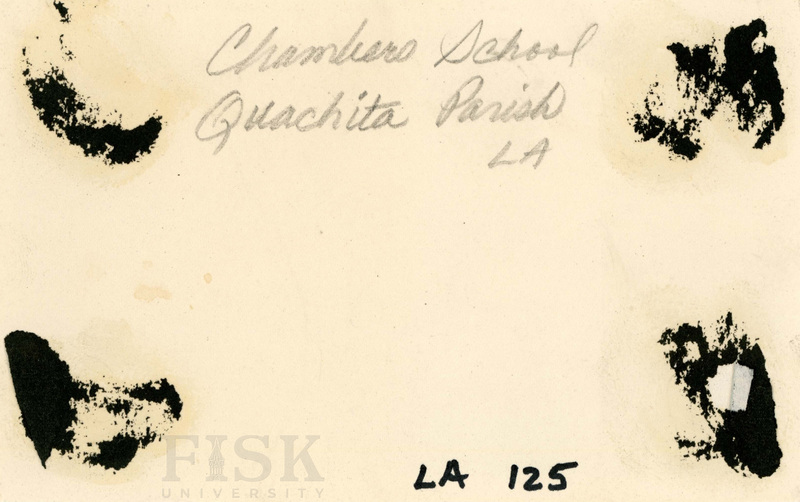 Chambers School
Ouachita Parish
LA
FISK
UNIVERSITY
LA 125